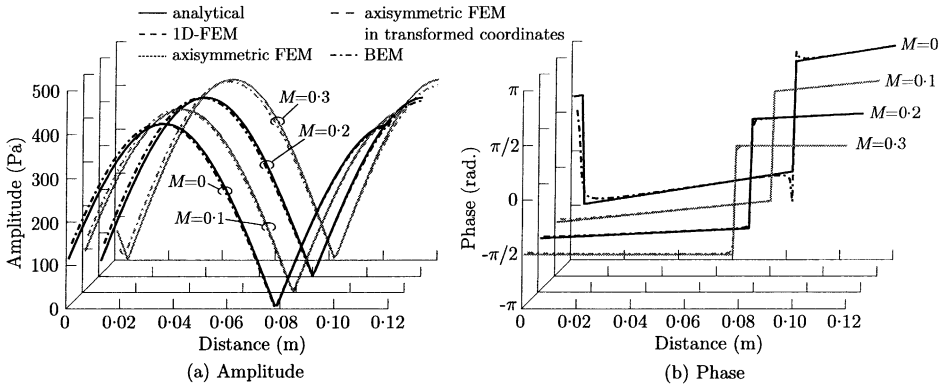 analytical
1D-FEM
axisymmetric FEM
axisymmetric FEM
in transformed coordinates
BEM
500
400
300
200
100
0
Amplitude (Pa)
M=0·3
M=0·2
M=0
M=0·1
0 0·02 0·04 0·06 0·08 0·10 0·12
Distance (m)
(a) Amplitude
π
π/2
0
-π/2
-π
Phase (rad.)
M=0
M=0·1
M=0·2
M=0·3
0 0·02 0·04 0·06 0·08 0·10 0·12
Distance (m)
(b) Phase